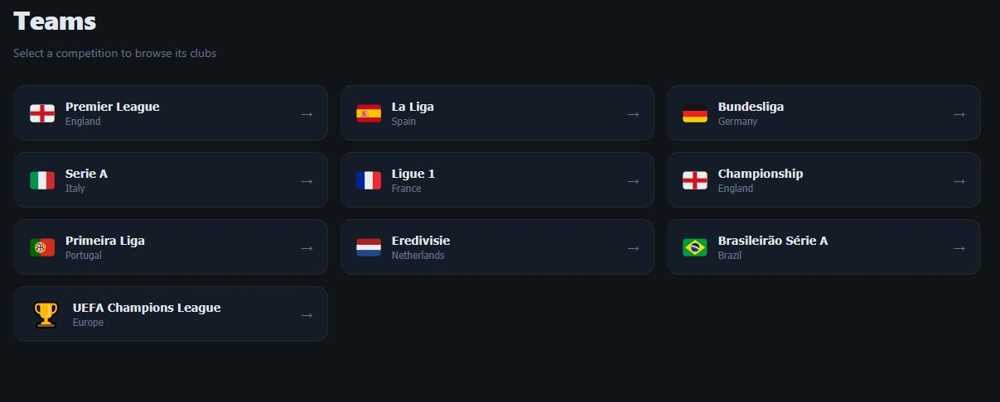 Teams
Select a competition to browse its clubs
Premier League
England
→
La Liga
Spain
→
Bundesliga
Germany
→
Serie A
Italy
→
Ligue 1
France
→
Championship
England
→
Primeira Liga
Portugal
→
Eredivisie
Netherlands
→
Brasileirão Série A
Brazil
→
UEFA Champions League
Europe
→